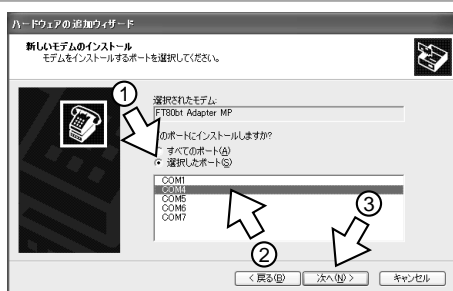 ハードウェアの追加ウィザード
新しいモデムのインストール
モデムをインストールするポートを選択してください。
①
選択されたモデム:
FT80bt Adapter MP
のポートにインストールしますか?
すべてのポート(A)
選択したポート(S)
COM1
COM4
COM5
COM6
COM7
③
②
< 戻る(B)
次へ(N) >
キャンセル